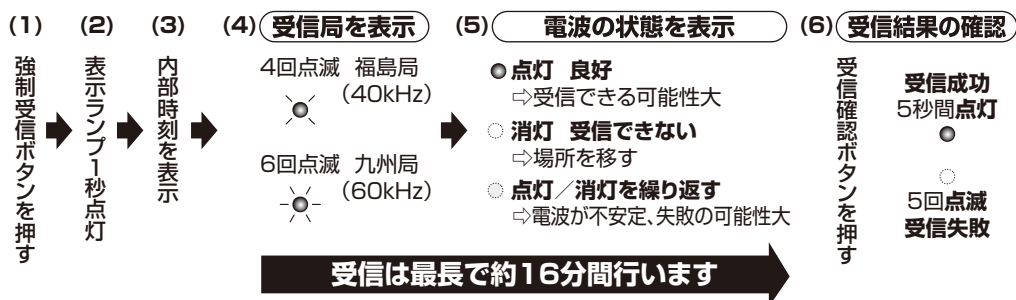 (1)
強制受信ボタンを押す
(2)
表示ランプ1秒点灯
(3)
内部時刻を表示
(4) 受信局を表示
4回点滅 福島局
(40kHz)
6回点滅 九州局
(60kHz)
(5) 電波の状態を表示
点灯 良好
⇨受信できる可能性大
消灯 受信できない
⇨場所を移す
点灯／消灯を繰り返す
⇨電波が不安定、失敗の可能性大
(6) 受信結果の確認
受信確認ボタンを押す
受信成功
5秒間点灯
5回点滅
受信失敗
受信は最長で約16分間行います